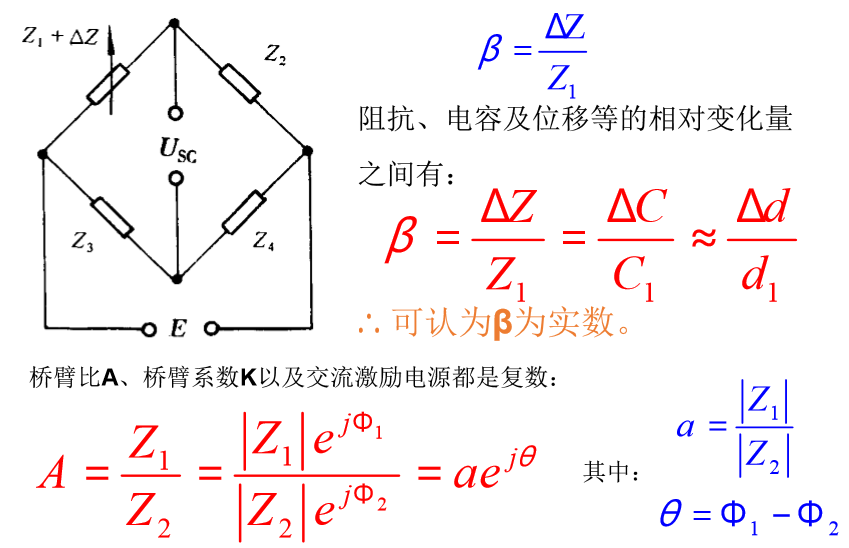 Z₁ + ΔZ
Z₂
U_SC
Z₃
Z₄
E
β = ΔZ / Z₁
阻抗、电容及位移等的相对变化量
之间有：
β = ΔZ / Z₁ = ΔC / C₁ ≈ Δd / d₁
∴ 可认为β为实数。
桥臂比A、桥臂系数K以及交流激励电源都是复数：
A = Z₁ / Z₂ = |Z₁| e^{jΦ₁} / |Z₂| e^{jΦ₂} = ae^{jθ}
其中：
a = |Z₁| / |Z₂|
θ = Φ₁ − Φ₂